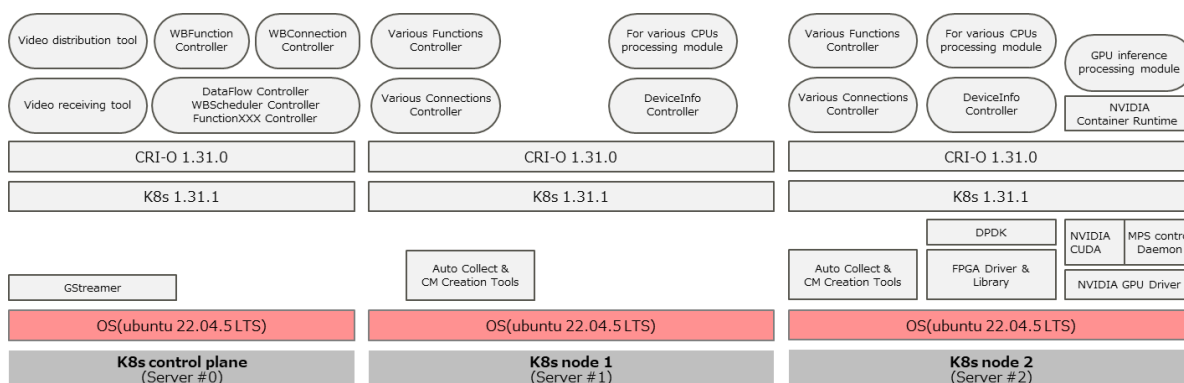 Video distribution tool
WBFunction
Controller
WBConnection
Controller
Video receiving tool
DataFlow Controller
WBScheduler Controller
FunctionXXX Controller
CRI-O 1.31.0
K8s 1.31.1
GStreamer
OS(ubuntu 22.04.5 LTS)
K8s control plane
(Server #0)
Various Functions
Controller
For various CPUs
processing module
Various Connections
Controller
DeviceInfo
Controller
CRI-O 1.31.0
K8s 1.31.1
Auto Collect &
CM Creation Tools
OS(ubuntu 22.04.5 LTS)
K8s node 1
(Server #1)
Various Functions
Controller
For various CPUs
processing module
GPU inference
processing module
Various Connections
Controller
DeviceInfo
Controller
NVIDIA
Container Runtime
CRI-O 1.31.0
K8s 1.31.1
DPDK
NVIDIA
CUDA
MPS control
Daemon
Auto Collect &
CM Creation Tools
FPGA Driver &
Library
NVIDIA GPU Driver
OS(ubuntu 22.04.5 LTS)
K8s node 2
(Server #2)